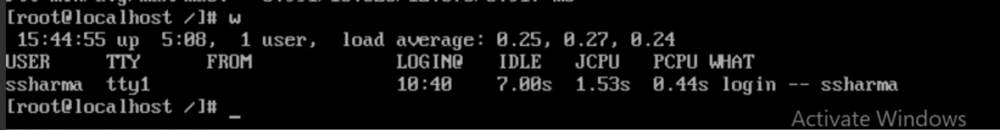 [root@localhost /]# w
15:44:55 up 5:08, 1 user, load average: 0.25, 0.27, 0.24
USER TTY FROM LOGIN@ IDLE JCPU PCPU WHAT
ssharma tty1 10:40 7.00s 1.53s 0.44s login -- ssharma
[root@localhost /]# _
Activate Windows